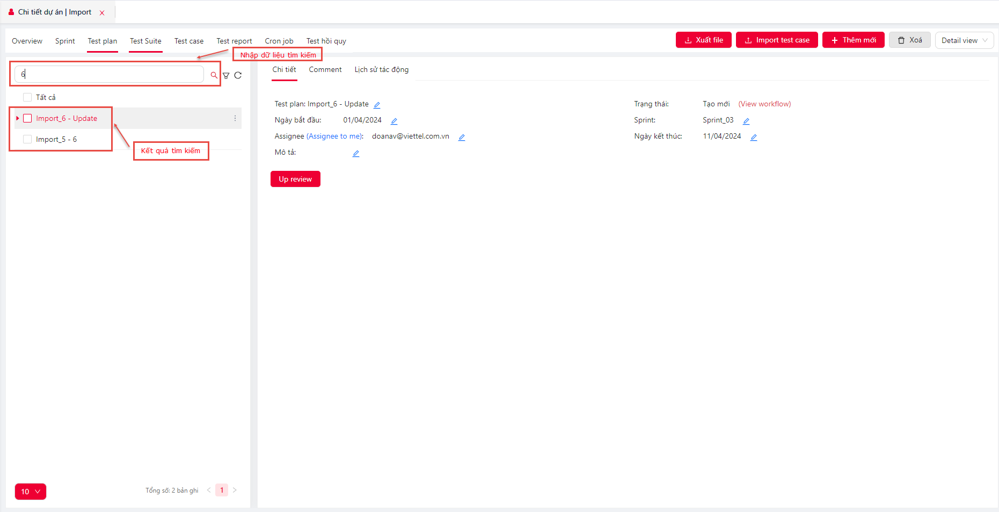 Chi tiết dự án | Import
Overview Sprint Test plan Test Suite Test case Test report Cron job Test hồi quy
Xuất file Import test case Thêm mới Xoá Detail view
Nhập dữ liệu tìm kiếm
6
Tất cả
Import_6 - Update
Import_5 - 6
Kết quả tìm kiếm
10
Tổng số: 2 bản ghi < 1 >
Chi tiết Comment Lịch sử tác động
Test plan: Import_6 - Update
Trạng thái: Tạo mới (View workflow)
Ngày bắt đầu: 01/04/2024
Sprint: Sprint_03
Assignee (Assignee to me): doanav@viettel.com.vn
Ngày kết thúc: 11/04/2024
Mô tả:
Up review